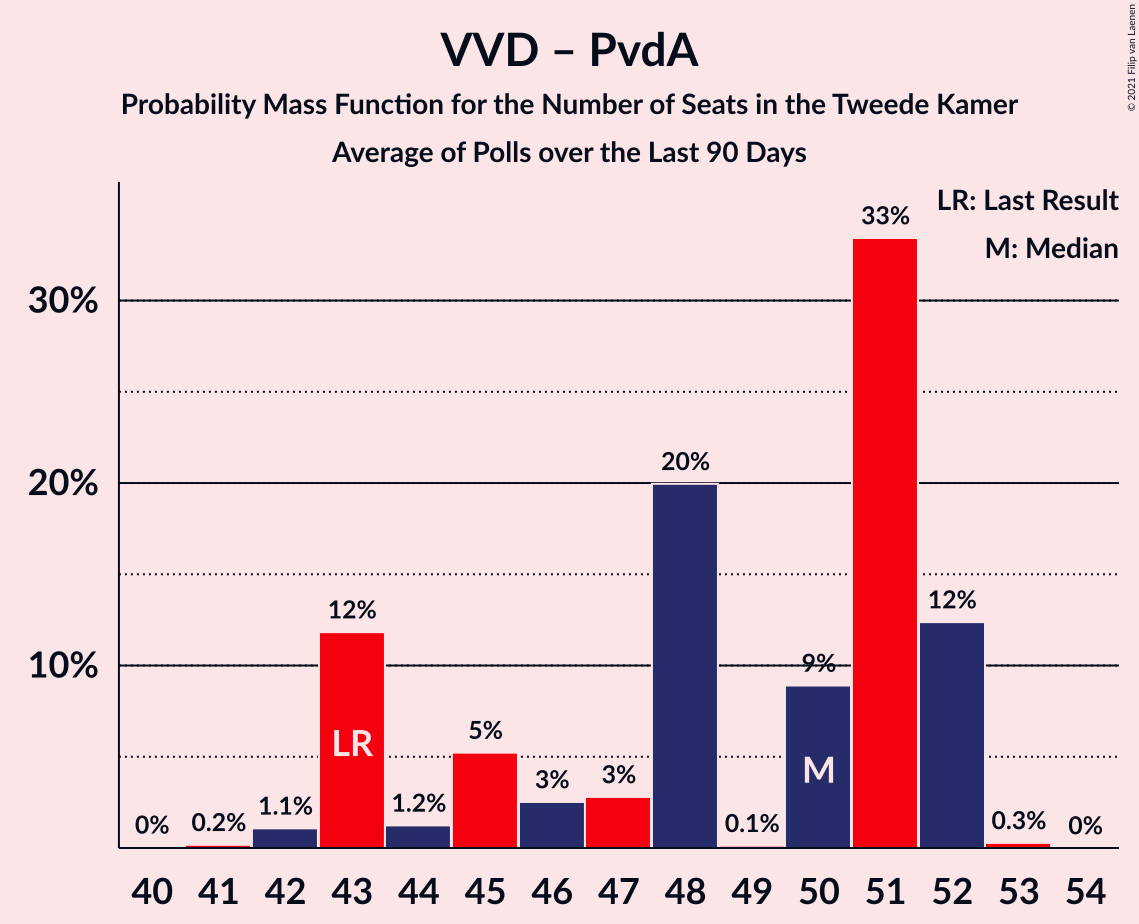 VVD – PvdA
Probability Mass Function for the Number of Seats in the Tweede Kamer
Average of Polls over the Last 90 Days
© 2021 Filip van Laenen
LR: Last Result
M: Median
30%
20%
10%
0%
0.2%
1.1%
12%
1.2%
5%
3%
3%
20%
0.1%
9%
33%
12%
0.3%
0%
LR
M
40 41 42 43 44 45 46 47 48 49 50 51 52 53 54